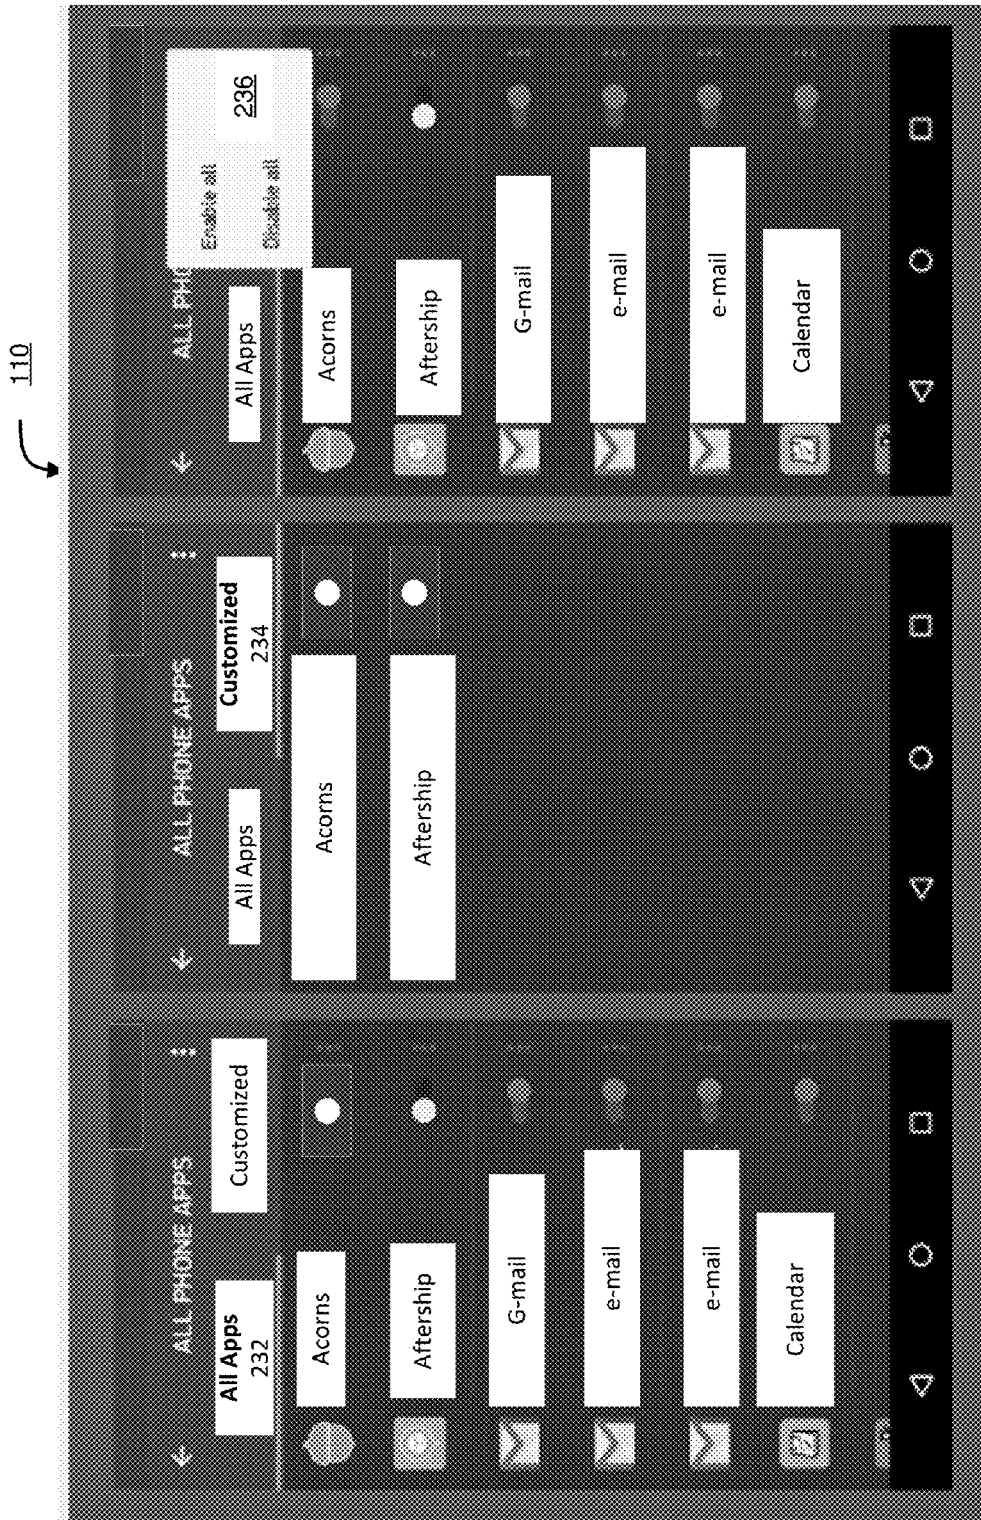 110
ALL PHONE APPS
All Apps
232
Customized
Acorns
Aftership
G-mail
e-mail
e-mail
Calendar
ALL PHONE APPS
All Apps
Customized
234
Acorns
Aftership
ALL PHO
Enable all
Disable all
236
All Apps
Acorns
Aftership
G-mail
e-mail
e-mail
Calendar